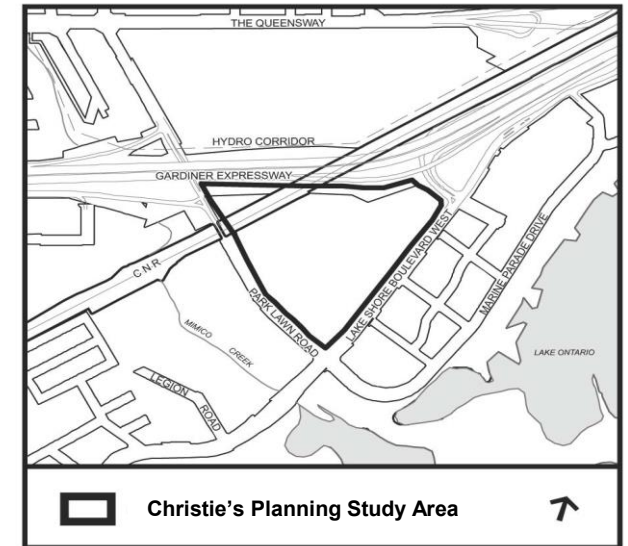 THE QUEENSWAY
HYDRO CORRIDOR
GARDINER EXPRESSWAY
CNR
PARK LAWN ROAD
LAKE SHORE BOULEVARD WEST
MARINE PARADE DRIVE
MIMICO
CREEK
LAKE ONTARIO
LEGION
ROAD
Christie's Planning Study Area